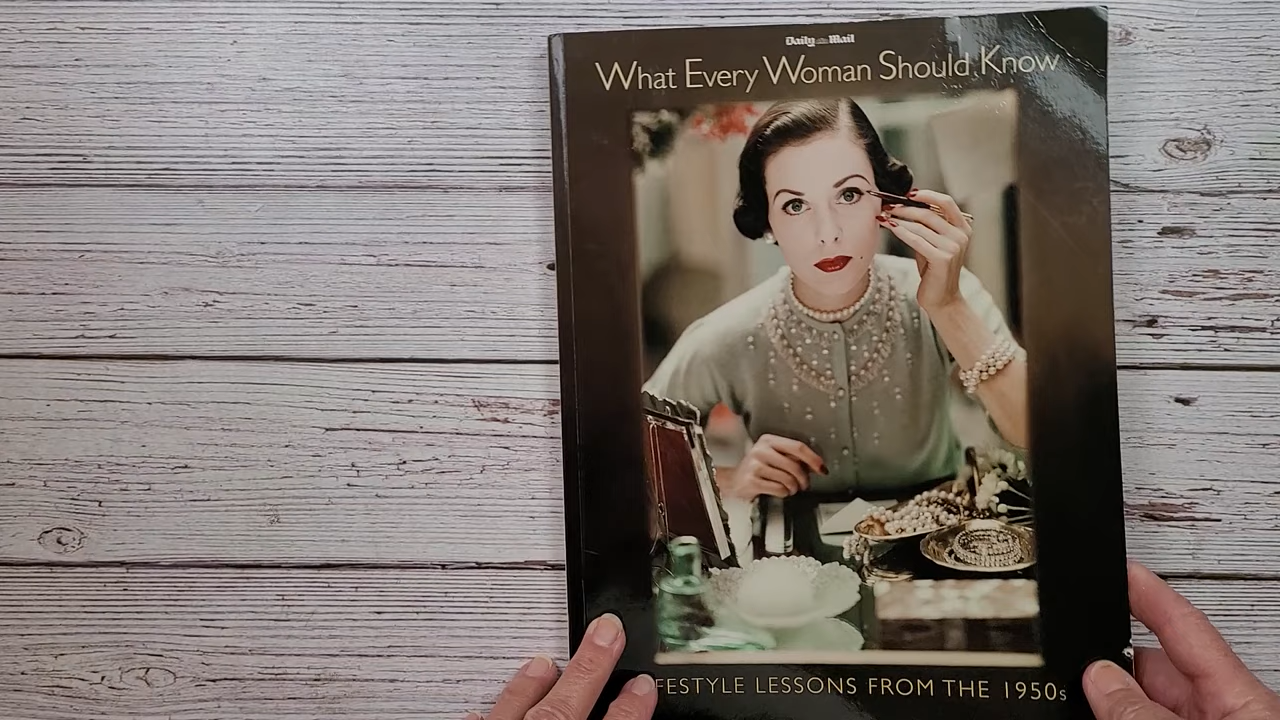 Daily Mail
What Every Woman Should Know
FESTYLE LESSONS FROM THE 1950s